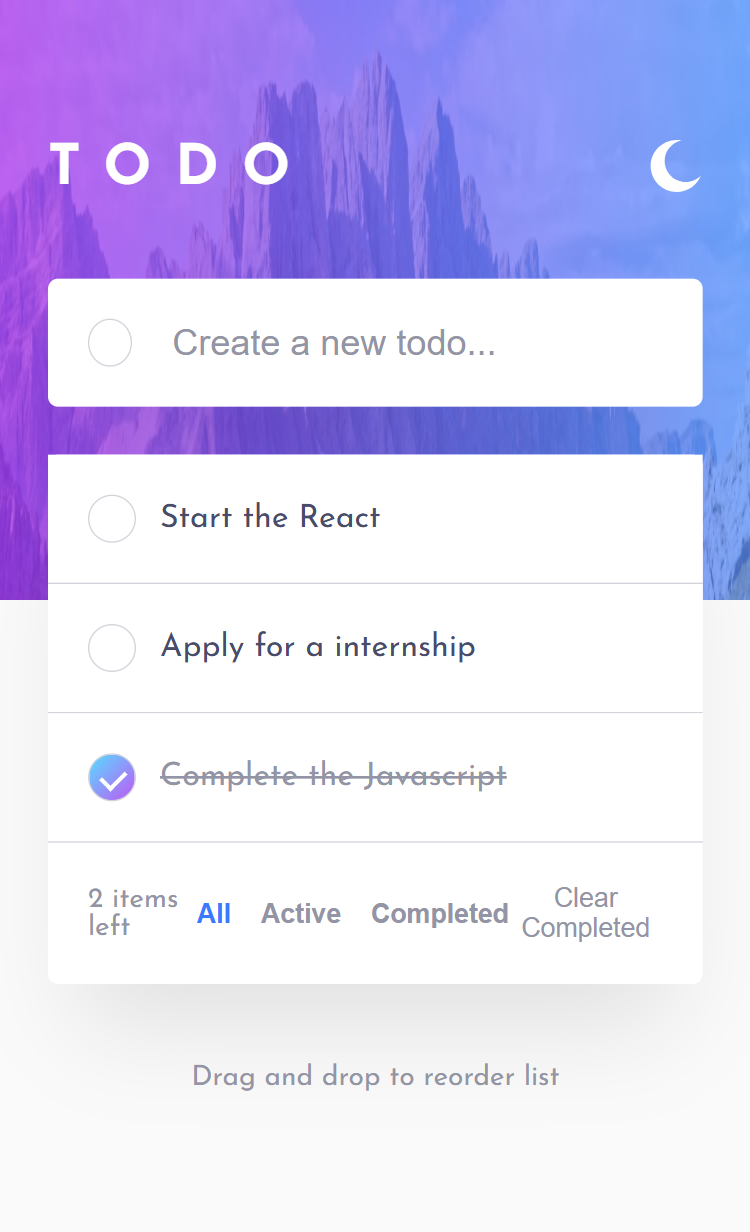 TODO
Create a new todo...
Start the React
Apply for a internship
Complete the Javascript
2 items left All Active Completed Clear Completed
Drag and drop to reorder list